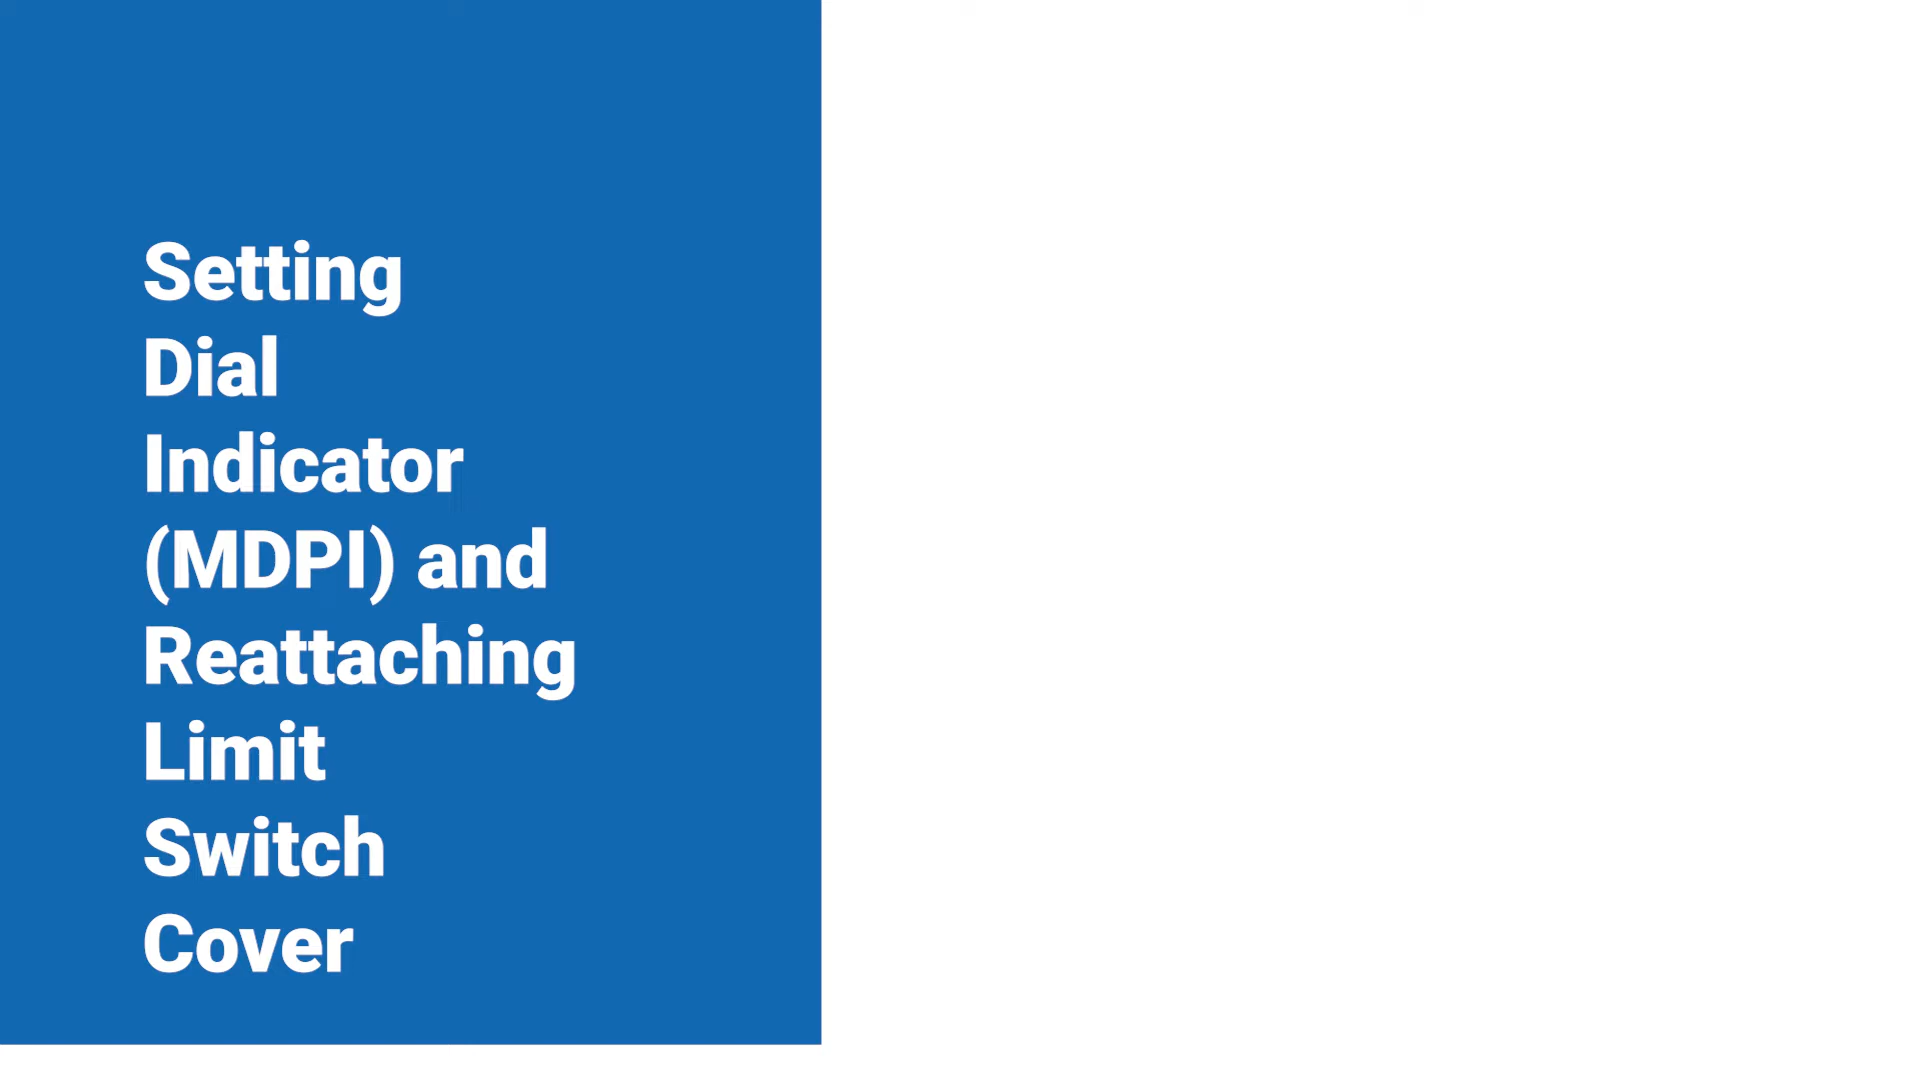 Setting
Dial
Indicator
(MDPI) and
Reattaching
Limit
Switch
Cover